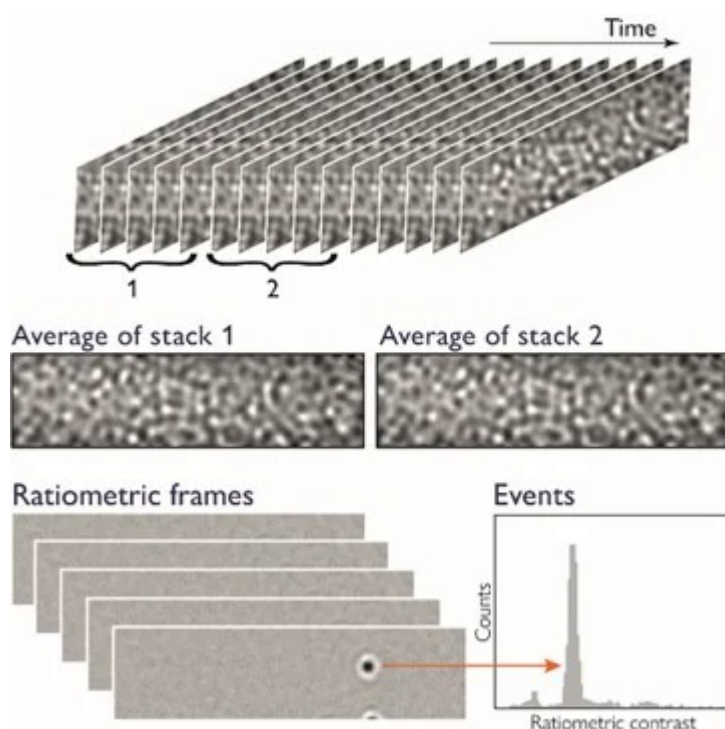 Time
1
2
Average of stack 1
Average of stack 2
Ratiometric frames
Events
Counts
Ratiometric contrast